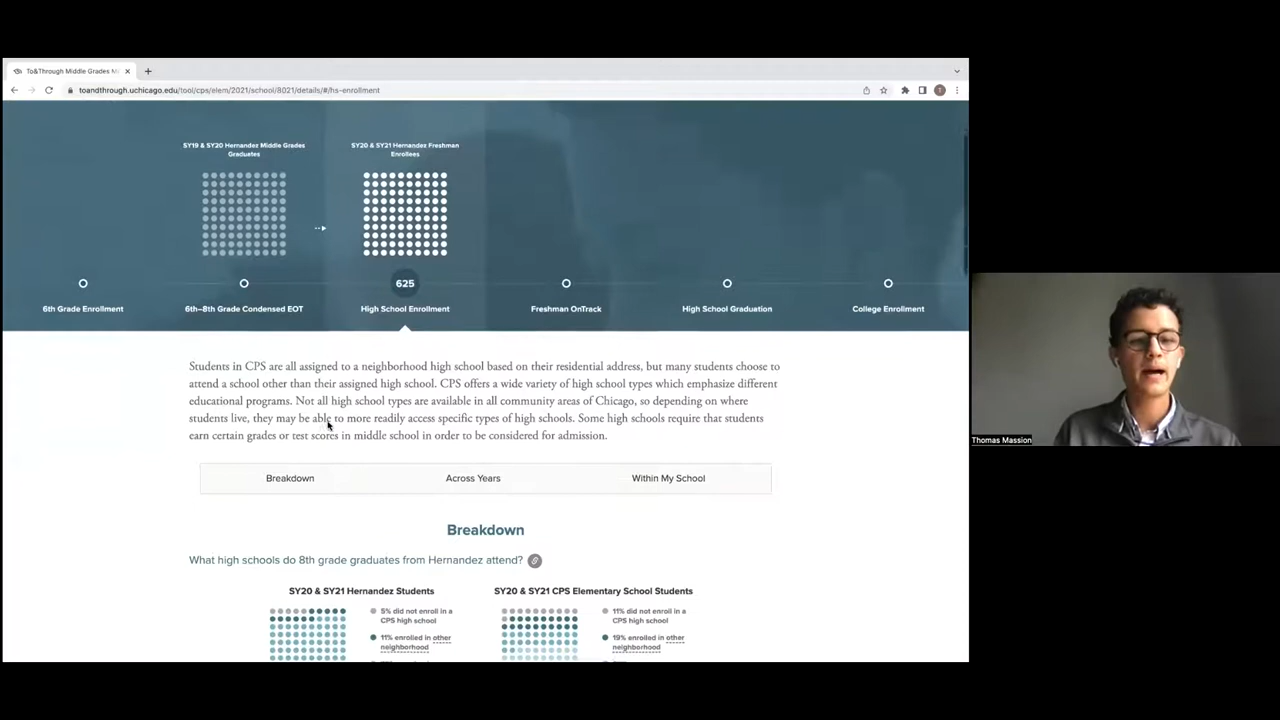 To&Through Middle Grades M
toandthrough.uchicago.edu/tool/cps/elem/2021/school/8021/details/#/hs-enrollment
T
SY19 & SY20 Hernandez Middle Grades
Graduates
SY20 & SY21 Hernandez Freshman
Enrollees
625
6th Grade Enrollment
6th–8th Grade Condensed EOT
High School Enrollment
Freshman OnTrack
High School Graduation
College Enrollment
Students in CPS are all assigned to a neighborhood high school based on their residential address, but many students choose to
attend a school other than their assigned high school. CPS offers a wide variety of high school types which emphasize different
educational programs. Not all high school types are available in all community areas of Chicago, so depending on where
students live, they may be able to more readily access specific types of high schools. Some high schools require that students
earn certain grades or test scores in middle school in order to be considered for admission.
Breakdown
Across Years
Within My School
Breakdown
What high schools do 8th grade graduates from Hernandez attend?
SY20 & SY21 Hernandez Students
5% did not enroll in a
CPS high school
11% enrolled in other
neighborhood
SY20 & SY21 CPS Elementary School Students
11% did not enroll in a
CPS high school
19% enrolled in other
neighborhood
Thomas Massion